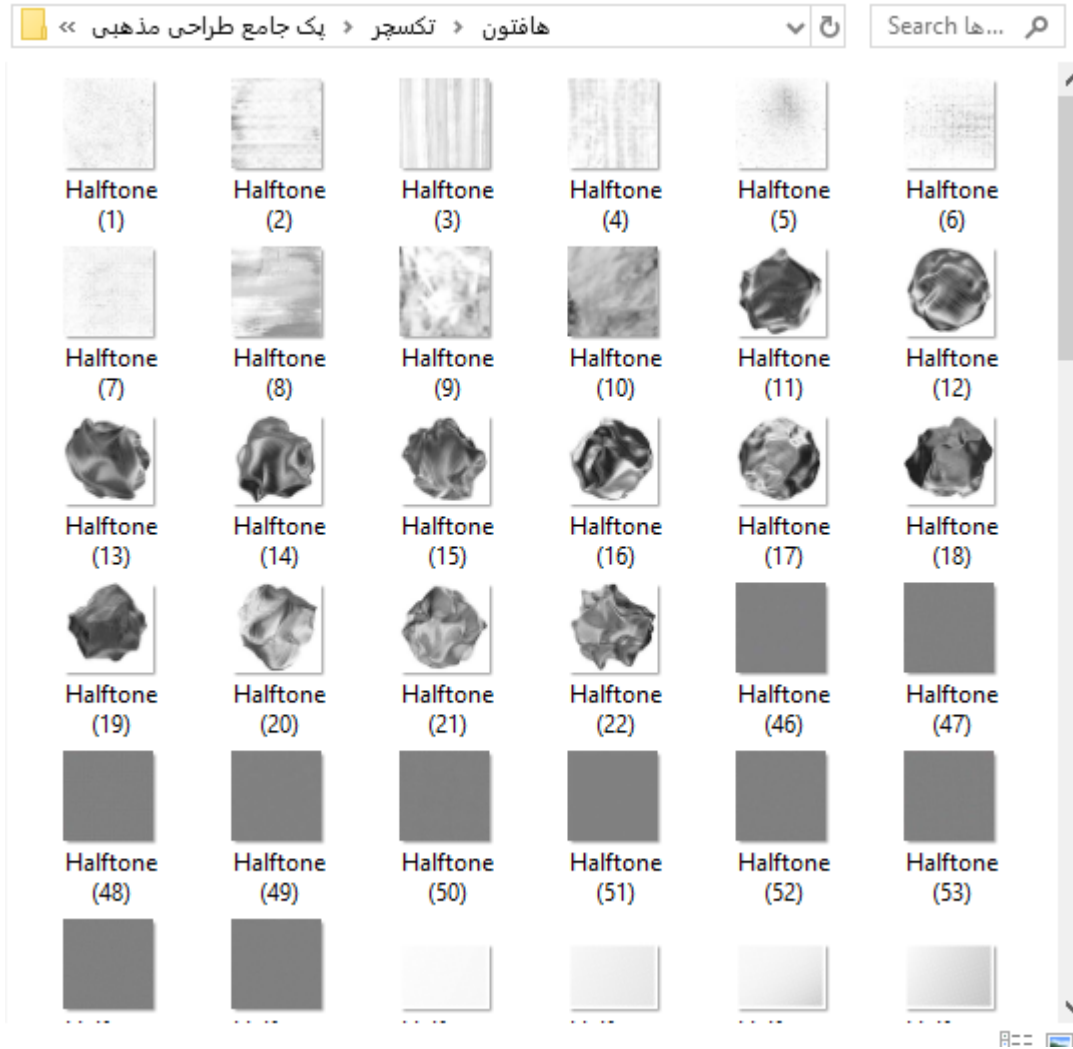 « پک جامع طراحی مذهبی › تکسچر › هافتون
Search ها...
Halftone (1)
Halftone (2)
Halftone (3)
Halftone (4)
Halftone (5)
Halftone (6)
Halftone (7)
Halftone (8)
Halftone (9)
Halftone (10)
Halftone (11)
Halftone (12)
Halftone (13)
Halftone (14)
Halftone (15)
Halftone (16)
Halftone (17)
Halftone (18)
Halftone (19)
Halftone (20)
Halftone (21)
Halftone (22)
Halftone (46)
Halftone (47)
Halftone (48)
Halftone (49)
Halftone (50)
Halftone (51)
Halftone (52)
Halftone (53)